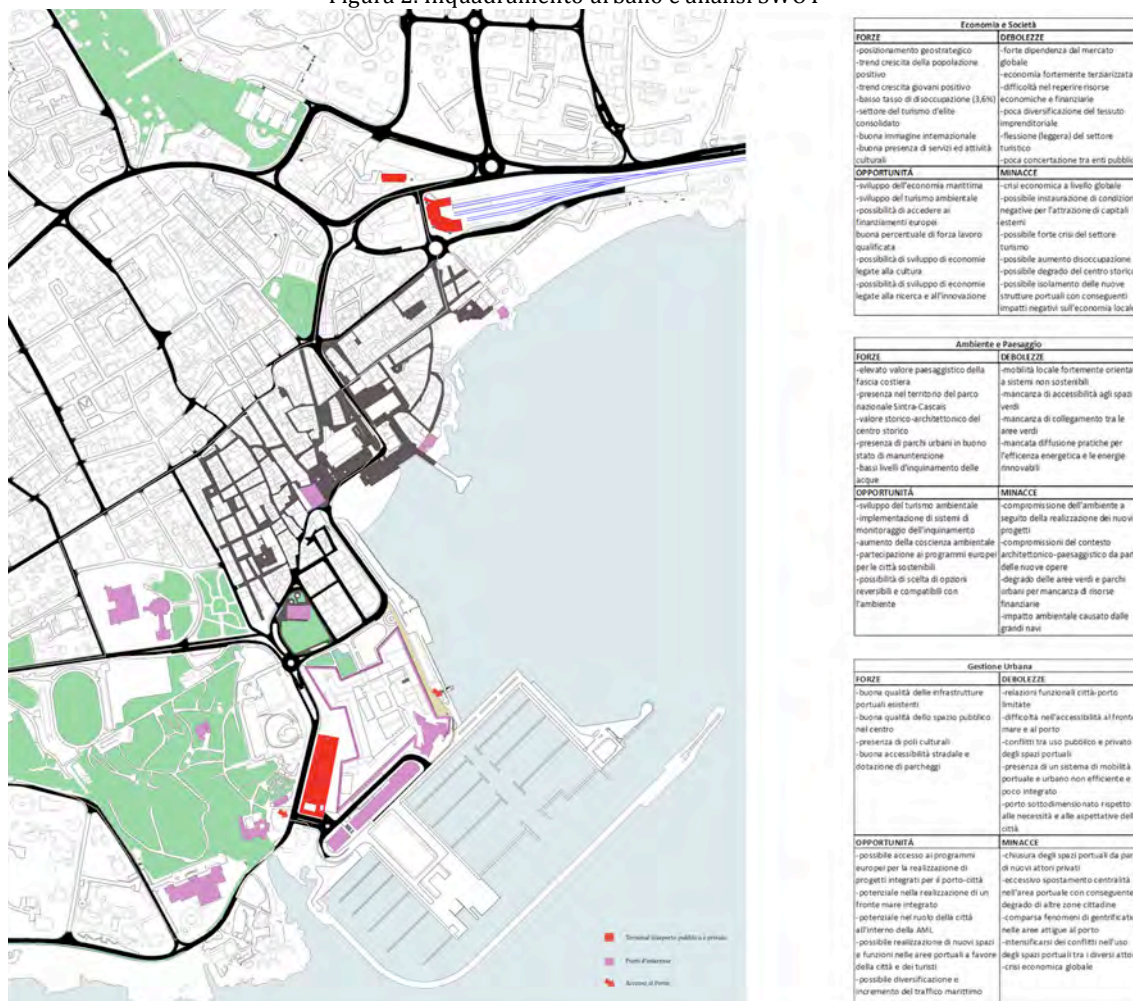 Figura 2. Inquadramento urbano e analisi SWOT
Economia e Società
FORZE
-posizionamento geostrategico
-trend crescita della popolazione
positivo
-trend crescita giovani positivo
-basso tasso di disoccupazione (3,6%)
-settore del turismo d'elite
consolidato
-buona immagine internazionale
-buona presenza di servizi ed attività
culturali
DEBOLEZZE
-forte dipendenza dal mercato
globale
-economia fortemente terziarizzata
-difficoltà nel reperire risorse
economiche e finanziarie
-poca diversificazione del tessuto
imprenditoriale
-flessione (leggera) del settore
turistico
-poca concertazione tra enti pubblic
OPPORTUNITÁ
-sviluppo dell'economia marittima
-sviluppo del turismo ambientale
-possibilità di accedere ai
finanziamenti europei
buona percentuale di forza lavoro
qualificata
-possibilità di sviluppo di economie
legate alla cultura
-possibilità di sviluppo di economie
legate alla ricerca e all'innovazione
MINACCE
-crisi economica a livello globale
-possibile instaurazione di condizion
negative per l'attrazione di capitali
esterni
-possibile forte crisi del settore
turismo
-possibile aumento disoccupazione
-possibile degrado del centro storico
-possibile isolamento delle nuove
strutture portuali con conseguenti
impatti negativi sull'economia locale
Ambiente e Paesaggio
FORZE
-elevato valore paesaggistico della
fascia costiera
-presenza nel territorio del parco
nazionale Sintra-Cascais
-valore storico-architettonico del
centro storico
-presenza di parchi urbani in buono
stato di manuntenzione
-bassi livelli d'inquinamento delle
acque
DEBOLEZZE
-mobilità locale fortemente orienta
a sistemi non sostenibili
-mancanza di accessibilità agli spazi
verdi
-mancanza di collegamento tra le
aree verdi
-mancata diffusione pratiche per
l'efficenza energetica e le energie
rinnovabili
OPPORTUNITÁ
-sviluppo del turismo ambientale
-implementazione di sistemi di
monitoraggio dell'inquinamento
-aumento della coscienza ambientale
-partecipazione ai programmi europei
per le città sostenibili
-possibilità di scelta di opzioni
reversibili e compatibili con
l'ambiente
MINACCE
-compromissione dell'ambiente a
seguito della realizzazione dei nuovi
progetti
-compromissioni del contesto
architettonico-paesaggistico da part
delle nuove opere
-degrado delle aree verdi e parchi
urbani per mancanza di risorse
finanziarie
-impatto ambientale causato dalle
grandi navi
Gestione Urbana
FORZE
-buona qualità delle infrastrutture
portuali esistenti
-buona qualità dello spazio pubblico
nel centro
-presenza di poli culturali
-buona accessibilità stradale e
dotazione di parcheggi
DEBOLEZZE
-relazioni funzionali città-porto
limitate
-difficoltà nell'accessibilità al fronte
mare e al porto
-conflitti tra uso pubblico e privato
degli spazi portuali
-presenza di un sistema di mobilità
portuale e urbano non efficiente e
poco integrato
-porto sottodimensionato rispetto
alle necessità e alle aspettative dell
città
OPPORTUNITÁ
-possibile accesso ai programmi
europei per la realizzazione di
progetti integrati per il porto-città
-potenziale nella realizzazione di un
fronte mare integrato
-potenziale nel ruolo della città
all'interno della AML
-possibile realizzazione di nuovi spazi
e funzioni nelle aree portuali a favore
della città e dei turisti
-possibile diversificazione e
incremento del traffico marittimo
MINACCE
-chiusura degli spazi portuali da part
di nuovi attori privati
-eccessivo spostamento centralità
nell'area portuale con conseguente
degrado di altre zone cittadine
-comparsa fenomeni di gentrificatio
nelle aree attigue al porto
-intensificarsi dei conflitti nell'uso
degli spazi portuali tra i diversi attori
-crisi economica globale
Terminal trasporto pubblico e privato
Punti d'interesse
Accessi al Porto